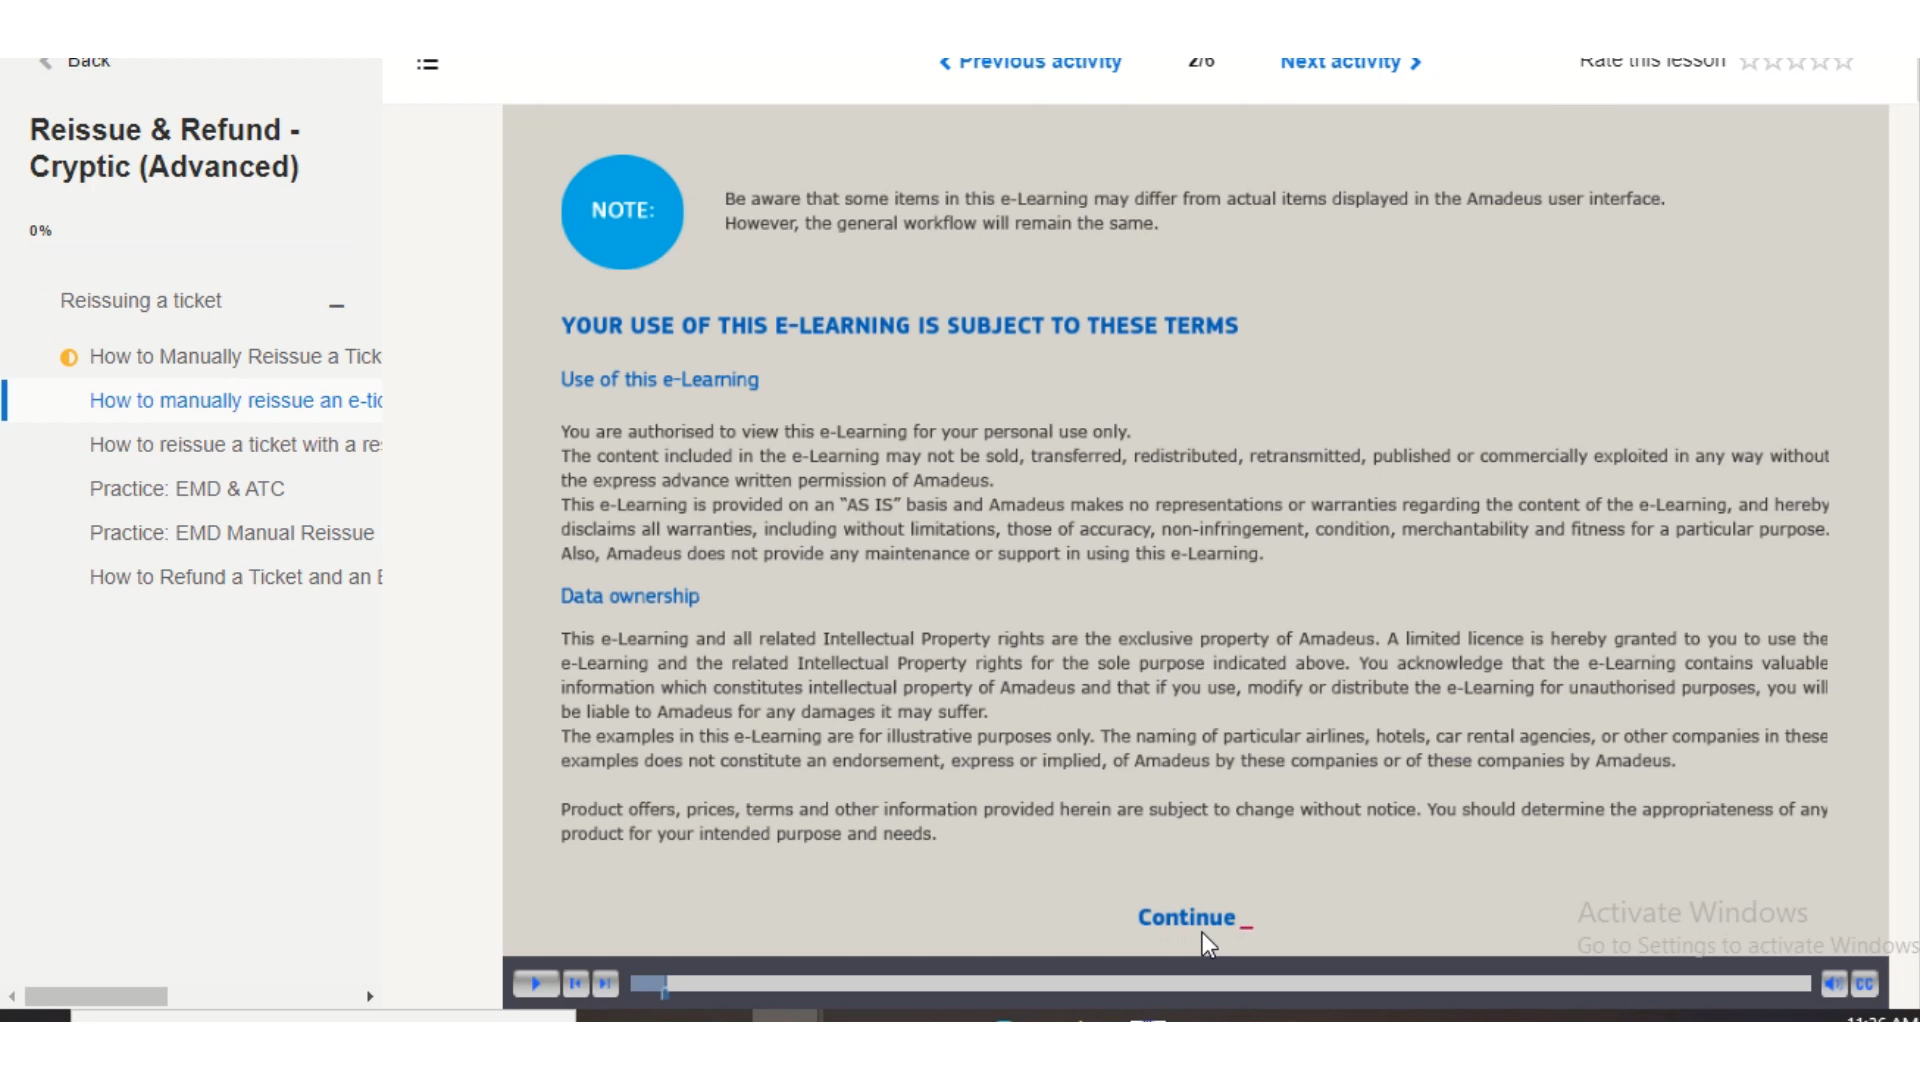 Back
Previous activity
2/6
Next activity
Rate this lesson
Reissue & Refund -
Cryptic (Advanced)
0%
Reissuing a ticket
How to Manually Reissue a Tick
How to manually reissue an e-tic
How to reissue a ticket with a re
Practice: EMD & ATC
Practice: EMD Manual Reissue
How to Refund a Ticket and an
NOTE:
Be aware that some items in this e-Learning may differ from actual items displayed in the Amadeus user interface.
However, the general workflow will remain the same.
YOUR USE OF THIS E-LEARNING IS SUBJECT TO THESE TERMS
Use of this e-Learning
You are authorised to view this e-Learning for your personal use only.
The content included in the e-Learning may not be sold, transferred, redistributed, retransmitted, published or commercially exploited in any way without
the express advance written permission of Amadeus.
This e-Learning is provided on an “AS IS” basis and Amadeus makes no representations or warranties regarding the content of the e-Learning, and hereby
disclaims all warranties, including without limitations, those of accuracy, non-infringement, condition, merchantability and fitness for a particular purpose.
Also, Amadeus does not provide any maintenance or support in using this e-Learning.
Data ownership
This e-Learning and all related Intellectual Property rights are the exclusive property of Amadeus. A limited licence is hereby granted to you to use the
e-Learning and the related Intellectual Property rights for the sole purpose indicated above. You acknowledge that the e-Learning contains valuable
information which constitutes intellectual property of Amadeus and that if you use, modify or distribute the e-Learning for unauthorised purposes, you will
be liable to Amadeus for any damages it may suffer.
The examples in this e-Learning are for illustrative purposes only. The naming of particular airlines, hotels, car rental agencies, or other companies in these
examples does not constitute an endorsement, express or implied, of Amadeus by these companies or of these companies by Amadeus.
Product offers, prices, terms and other information provided herein are subject to change without notice. You should determine the appropriateness of any
product for your intended purpose and needs.
Continue_
Activate Windows
Go to Settings to activate Windows
CC